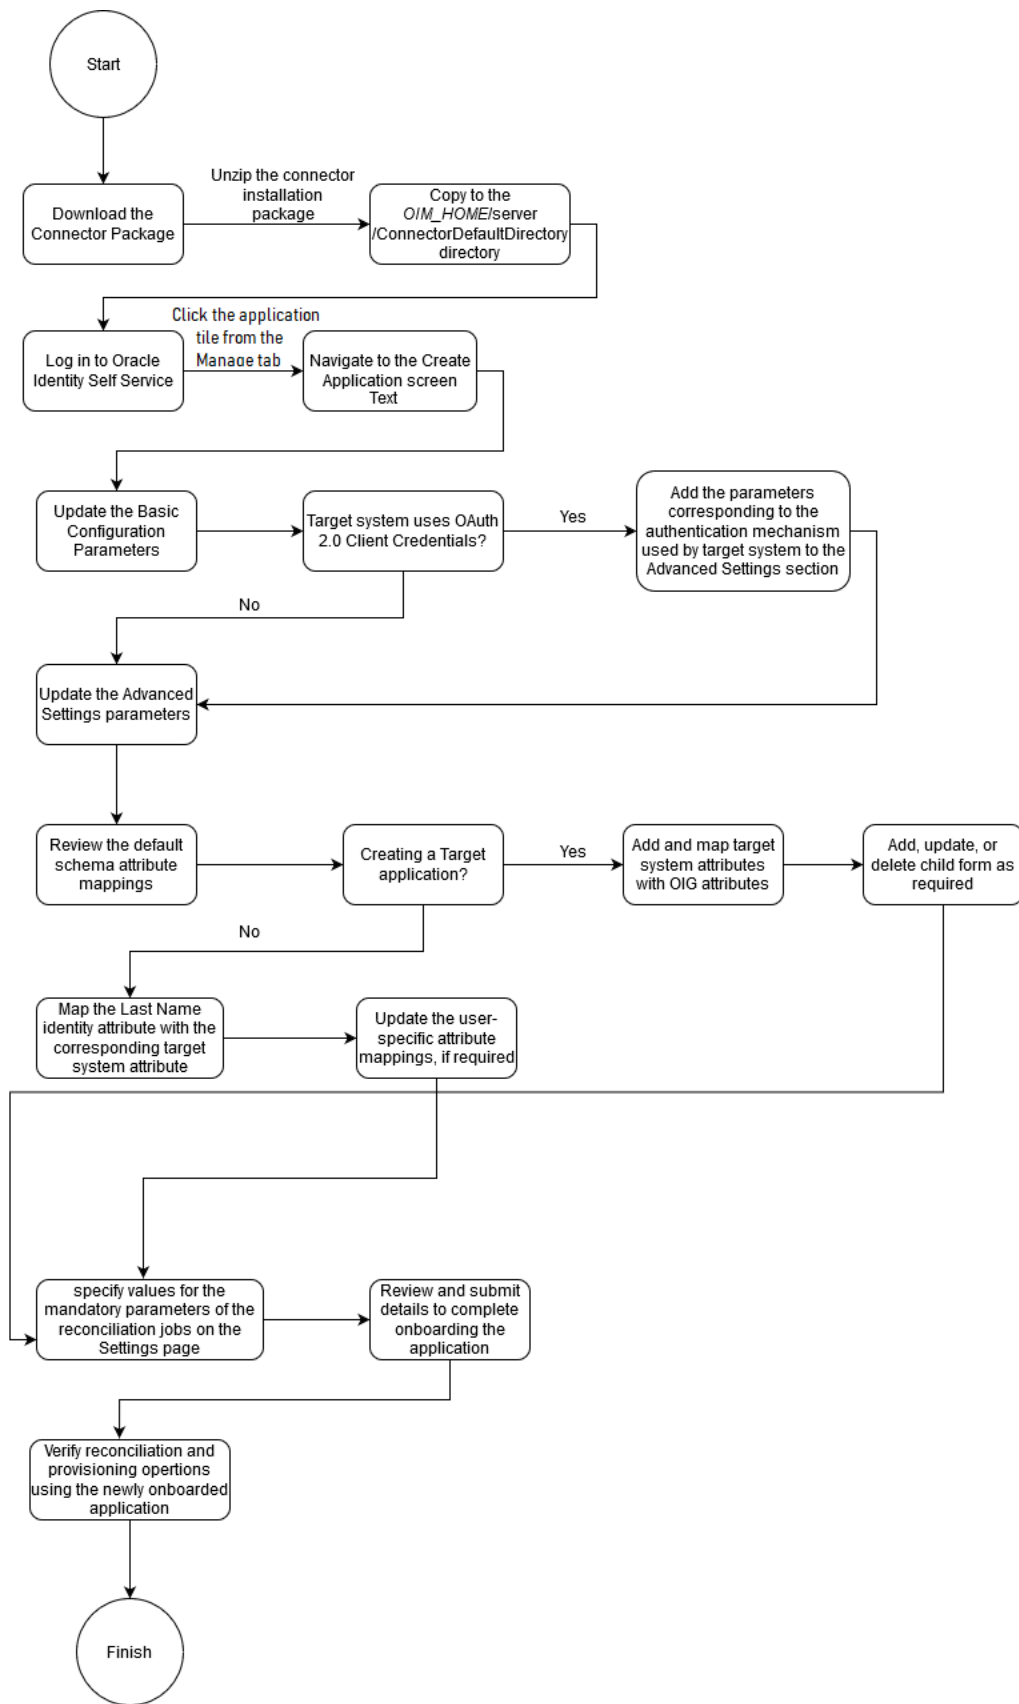 Start
Unzip the connector
installation
package
Download the
Connector Package
Copy to the
OIM_HOME/server
/ConnectorDefaultDirectory
directory
Click the application
tile from the
Manage tab
Log in to Oracle
Identity Self Service
Navigate to the Create
Application screen
Text
Update the Basic
Configuration
Parameters
Target system uses OAuth
2.0 Client Credentials?
Yes
Add the parameters
corresponding to the
authentication mechanism
used by target system to the
Advanced Settings section
No
Update the Advanced
Settings parameters
Review the default
schema attribute
mappings
Creating a Target
application?
Yes
Add and map target
system attributes
with OIG attributes
Add, update, or
delete child form as
required
No
Map the Last Name
identity attribute with the
corresponding target
system attribute
Update the user-
specific attribute
mappings, if required
specify values for the
mandatory parameters of the
reconciliation jobs on the
Settings page
Review and submit
details to complete
onboarding the
application
Verify reconciliation and
provisioning opertions
using the newly onboarded
application
Finish